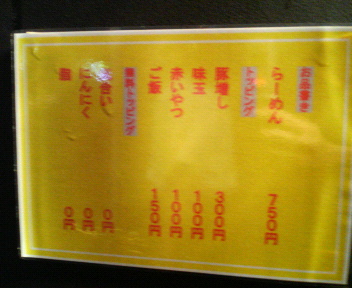 お品書き
らーめん 750円
トッピング
豚増し 300円
味玉 100円
赤いやつ 100円
ご飯 150円
無料トッピング
合い 0円
にんにく 0円
脂 0円